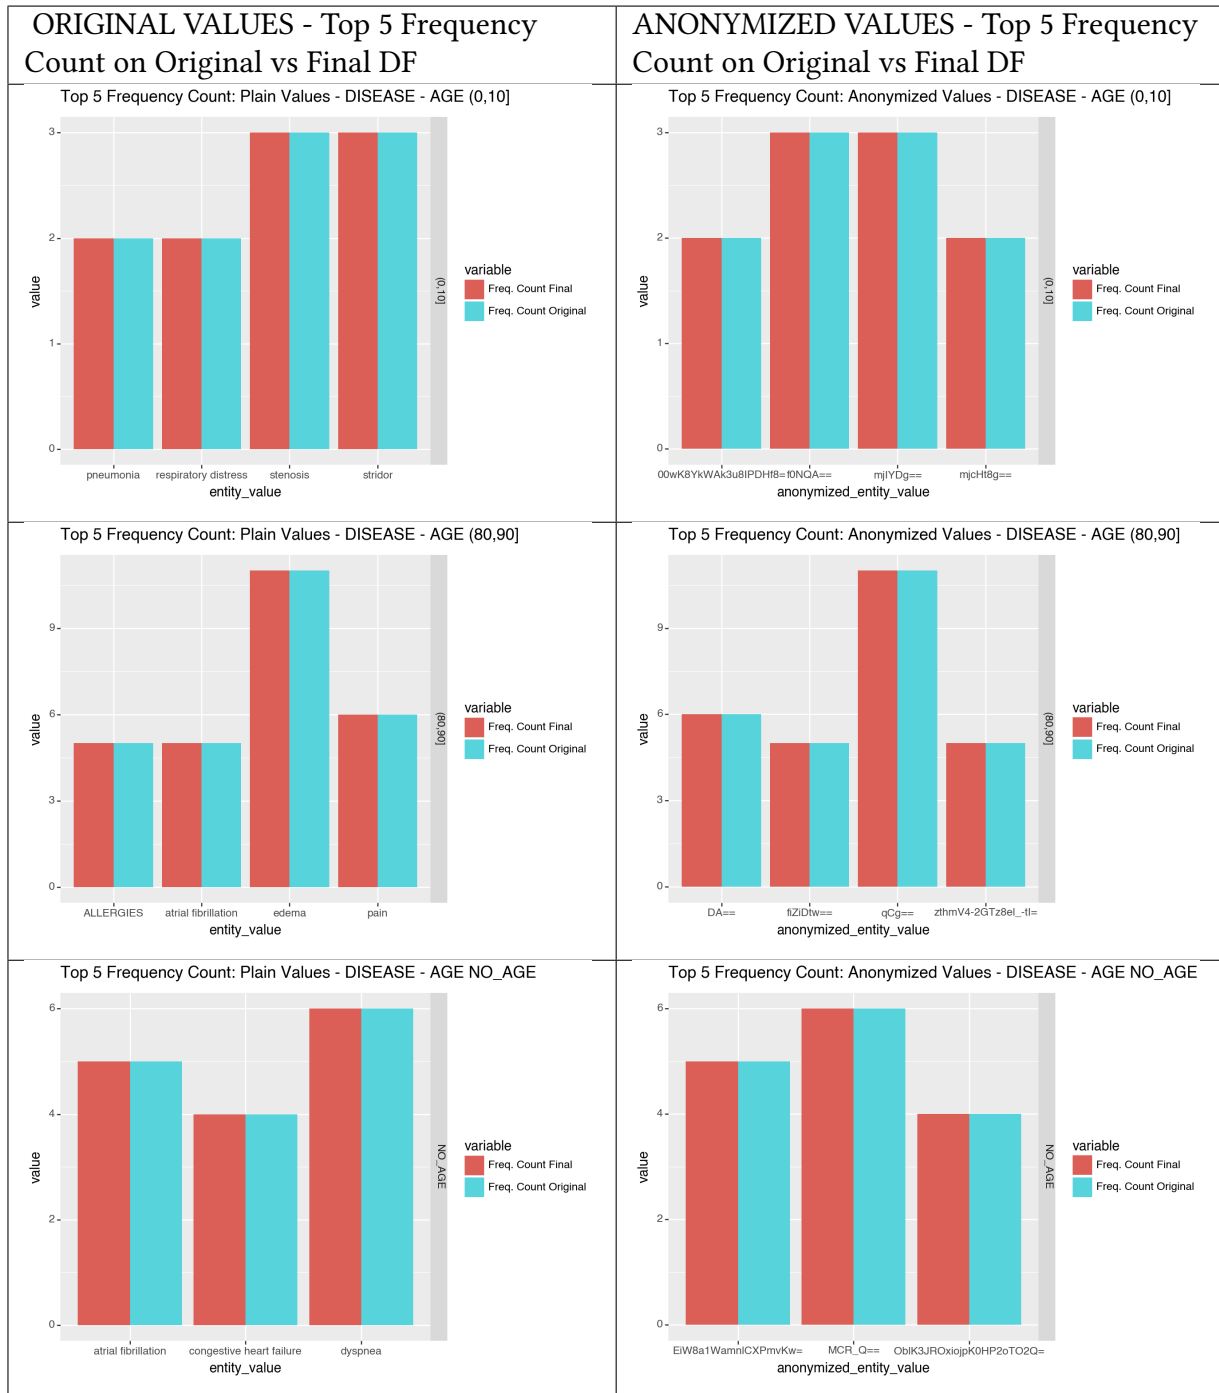 ORIGINAL VALUES - Top 5 Frequency
Count on Original vs Final DF
ANONYMIZED VALUES - Top 5 Frequency
Count on Original vs Final DF
Top 5 Frequency Count: Plain Values - DISEASE - AGE (0,10]
3
2
1
0
value
pneumonia respiratory distress stenosis stridor
entity_value
(0,10]
variable
Freq. Count Final
Freq. Count Original
Top 5 Frequency Count: Anonymized Values - DISEASE - AGE (0,10]
3
2
1
0
value
mjIYDg== mjcHt8g==
anonymized_entity_value
(0,10]
variable
Freq. Count Final
Freq. Count Original
Top 5 Frequency Count: Plain Values - DISEASE - AGE (80,90]
9
6
3
0
value
ALLERGIES atrial fibrillation edema pain
entity_value
(80,90]
variable
Freq. Count Final
Freq. Count Original
Top 5 Frequency Count: Anonymized Values - DISEASE - AGE (80,90]
9
6
3
0
value
DA== fiZiDtw== qCg== zthmV4-2GTz8eI_-tI=
anonymized_entity_value
(80,90]
variable
Freq. Count Final
Freq. Count Original
Top 5 Frequency Count: Plain Values - DISEASE - AGE NO_AGE
6
4
2
0
value
atrial fibrillation congestive heart failure dyspnea
entity_value
NO_AGE
variable
Freq. Count Final
Freq. Count Original
Top 5 Frequency Count: Anonymized Values - DISEASE - AGE NO_AGE
6
4
2
0
value
EiW8a1WamnICXPmvKw= MCR_Q== ObIK3JROxiojpK0HP2oTO2Q=
anonymized_entity_value
NO_AGE
variable
Freq. Count Final
Freq. Count Original